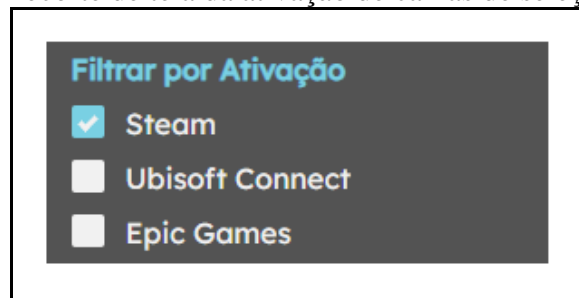 Filtrar por Ativação
Steam
Ubisoft Connect
Epic Games